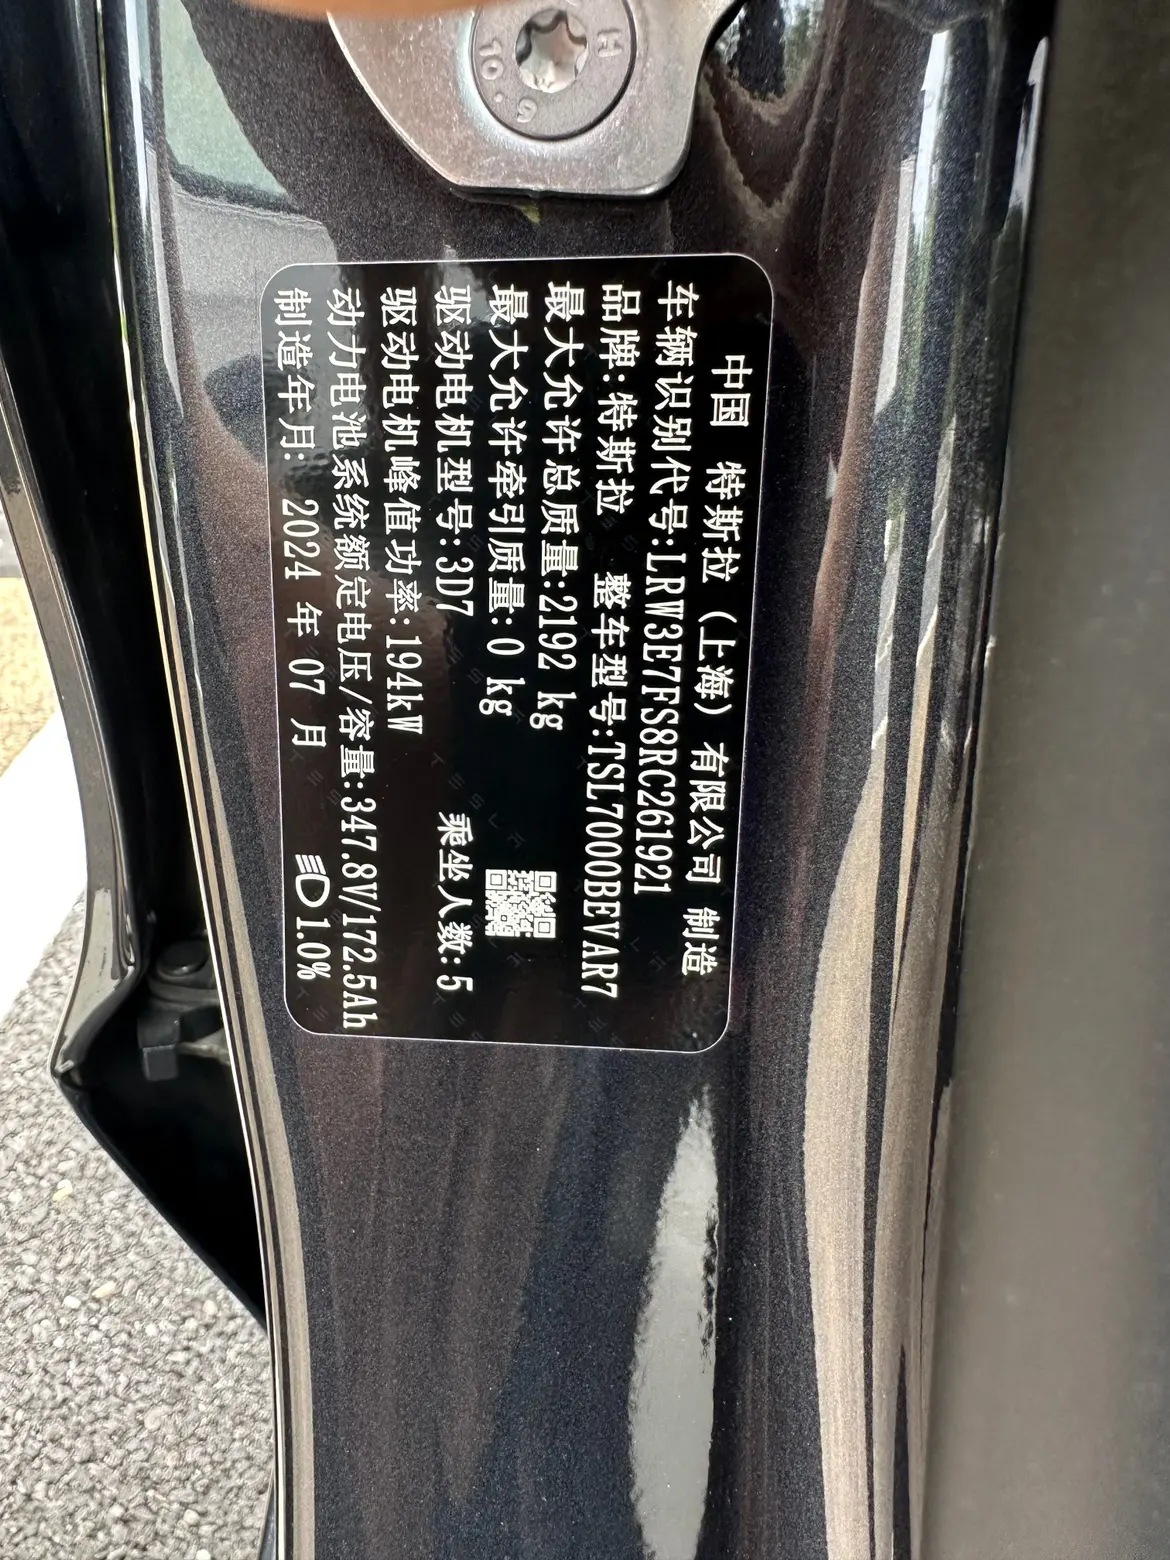 中国 特斯拉（上海）有限公司 制造
车辆识别代号:LRW3E7FS8RC261921
品牌:特斯拉 整车型号:TSL7000BEVAR7
最大允许总质量:2192 kg
最大允许牵引质量:0 kg
驱动电机型号:3D7 乘坐人数:5
驱动电机峰值功率:194kW
动力电池系统额定电压/容量:347.8V/172.5Ah
制造年月: 2024 年 07 月 1.0%
H
10.9